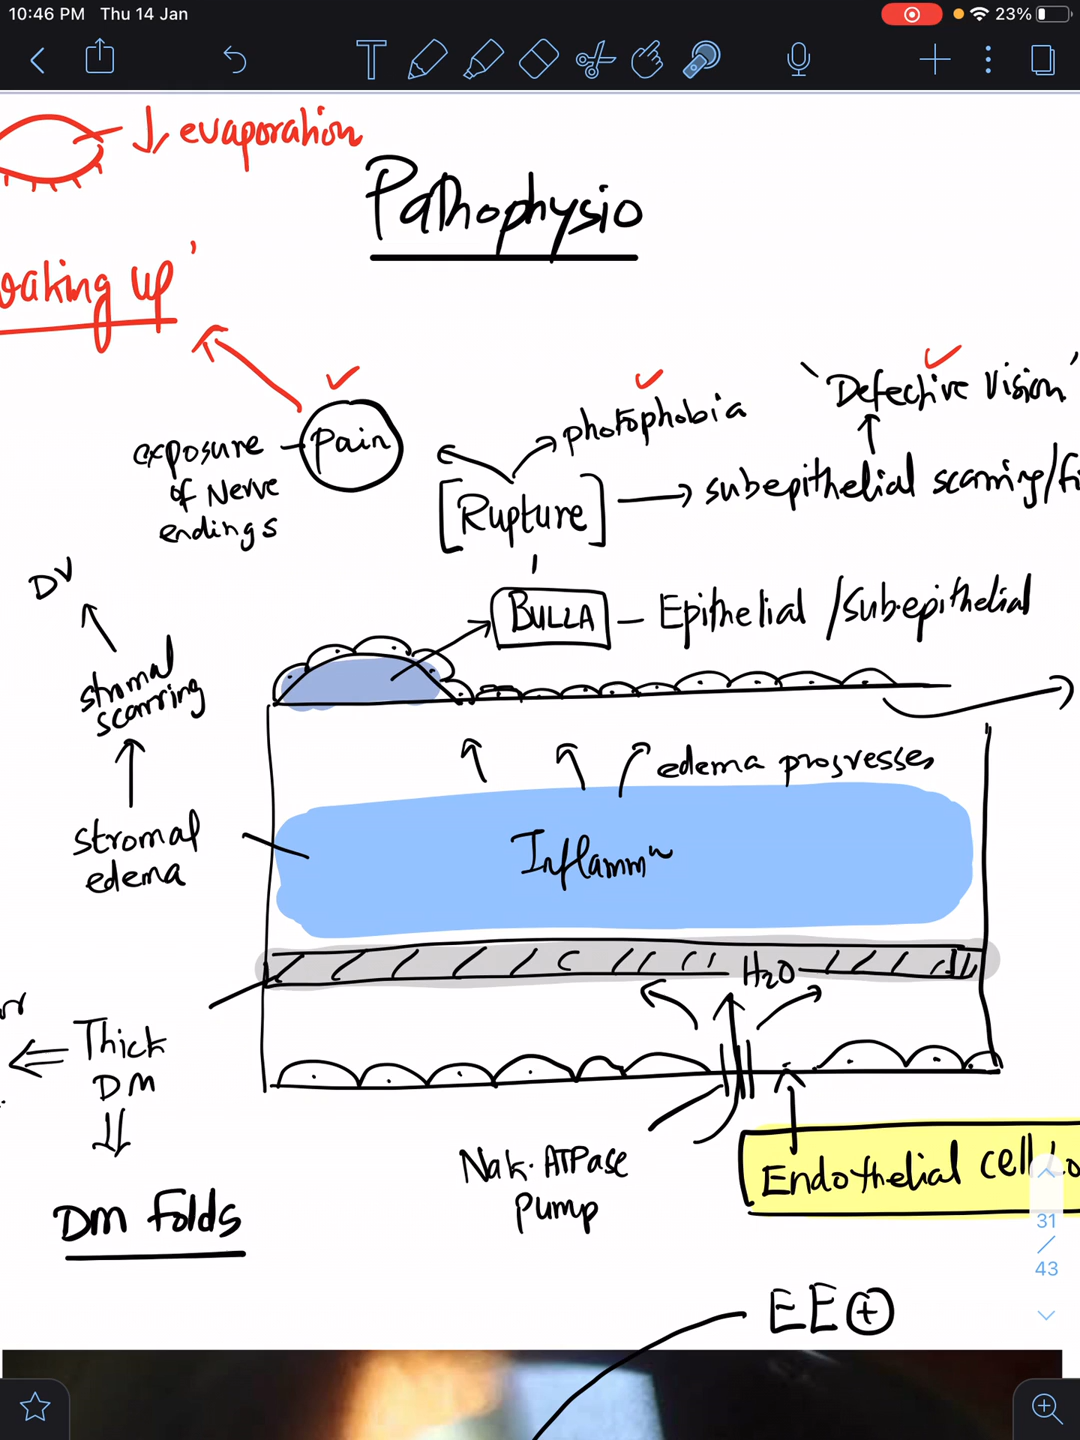 10:46 PM Thu 14 Jan
23%
↓ evaporation
Pathophysio
waking up'
Pain
exposure
of Nerve
endings
photophobia
'Defective Vision'
[Rupture]
subepithelial scarring/
BULLA – Epithelial /Subepithelial
DV
stromal
scarring
edema progresses
stromal
edema
Inflammⁿ
H2O
Thick
DM
Nak. ATPase
Pump
Endothelial cell Lo
DM folds
31
/
43
EE⊕